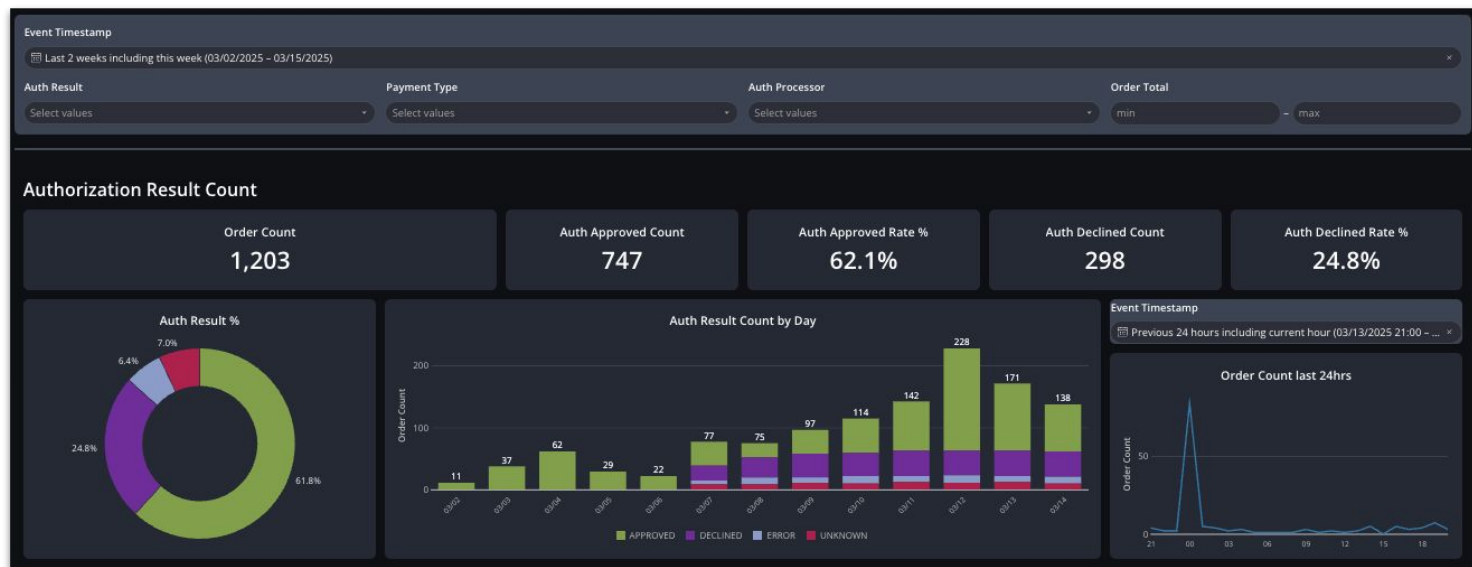 Event Timestamp
Last 2 weeks including this week (03/02/2025 – 03/15/2025) ×
Auth Result Payment Type Auth Processor Order Total
Select values Select values Select values min – max
Authorization Result Count
Order Count Auth Approved Count Auth Approved Rate % Auth Declined Count Auth Declined Rate %
1,203 747 62.1% 298 24.8%
Auth Result %
7.0%
6.4%
24.8%
61.8%
Auth Result Count by Day
Order Count
200
100
0
11 37 62 29 22 77 75 97 114 142 228 171 138
03/02 03/03 03/04 03/05 03/06 03/07 03/08 03/09 03/10 03/11 03/12 03/13 03/14
APPROVED DECLINED ERROR UNKNOWN
Event Timestamp
Previous 24 hours including current hour (03/13/2025 21:00 – ... ×
Order Count last 24hrs
Order Count
50
0
21 00 03 06 09 12 15 18